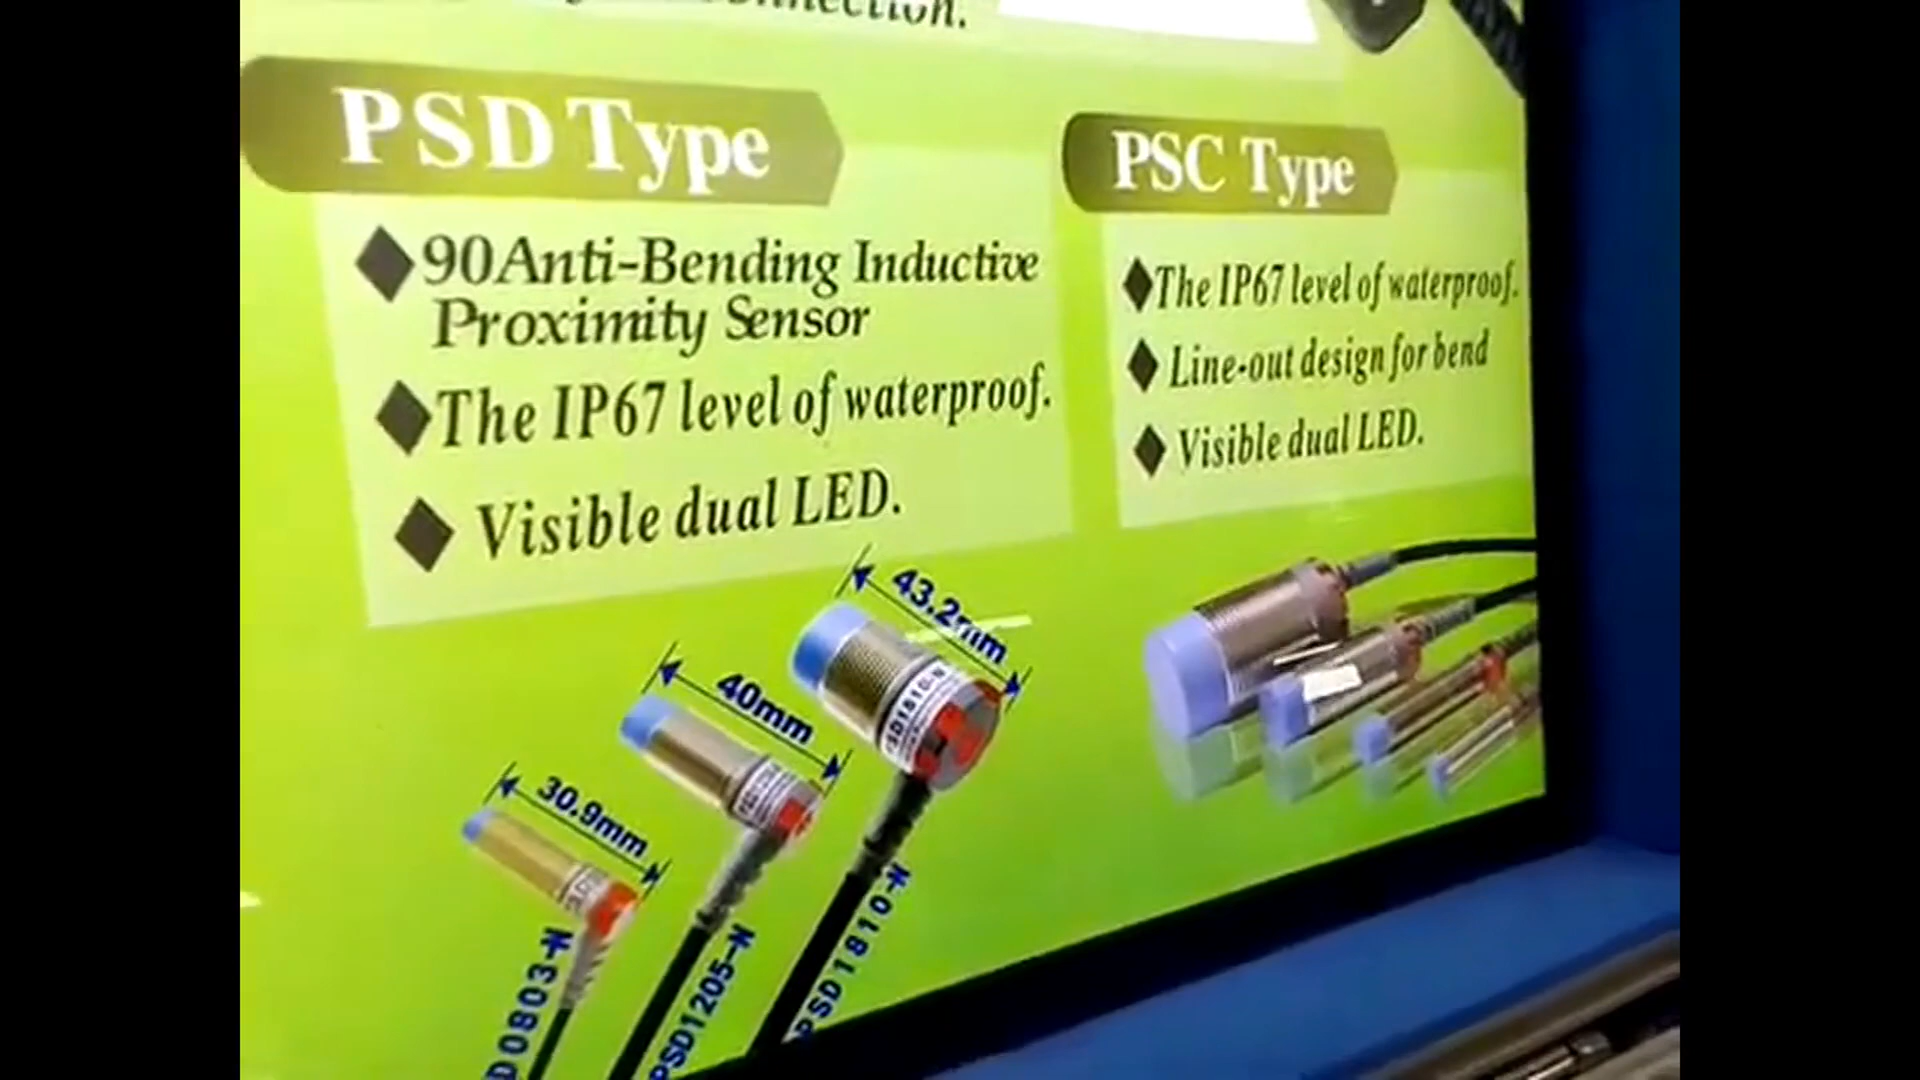 PSD Type
◆90Anti-Bending Inductive
Proximity Sensor
◆The IP67 level of waterproof.
◆ Visible dual LED.
PSC Type
◆The IP67 level of waterproof.
◆ Line-out design for bend
◆ Visible dual LED.
43.2mm
40mm
30.9mm
D0803-N
PSD1205-N
PSD1810-N